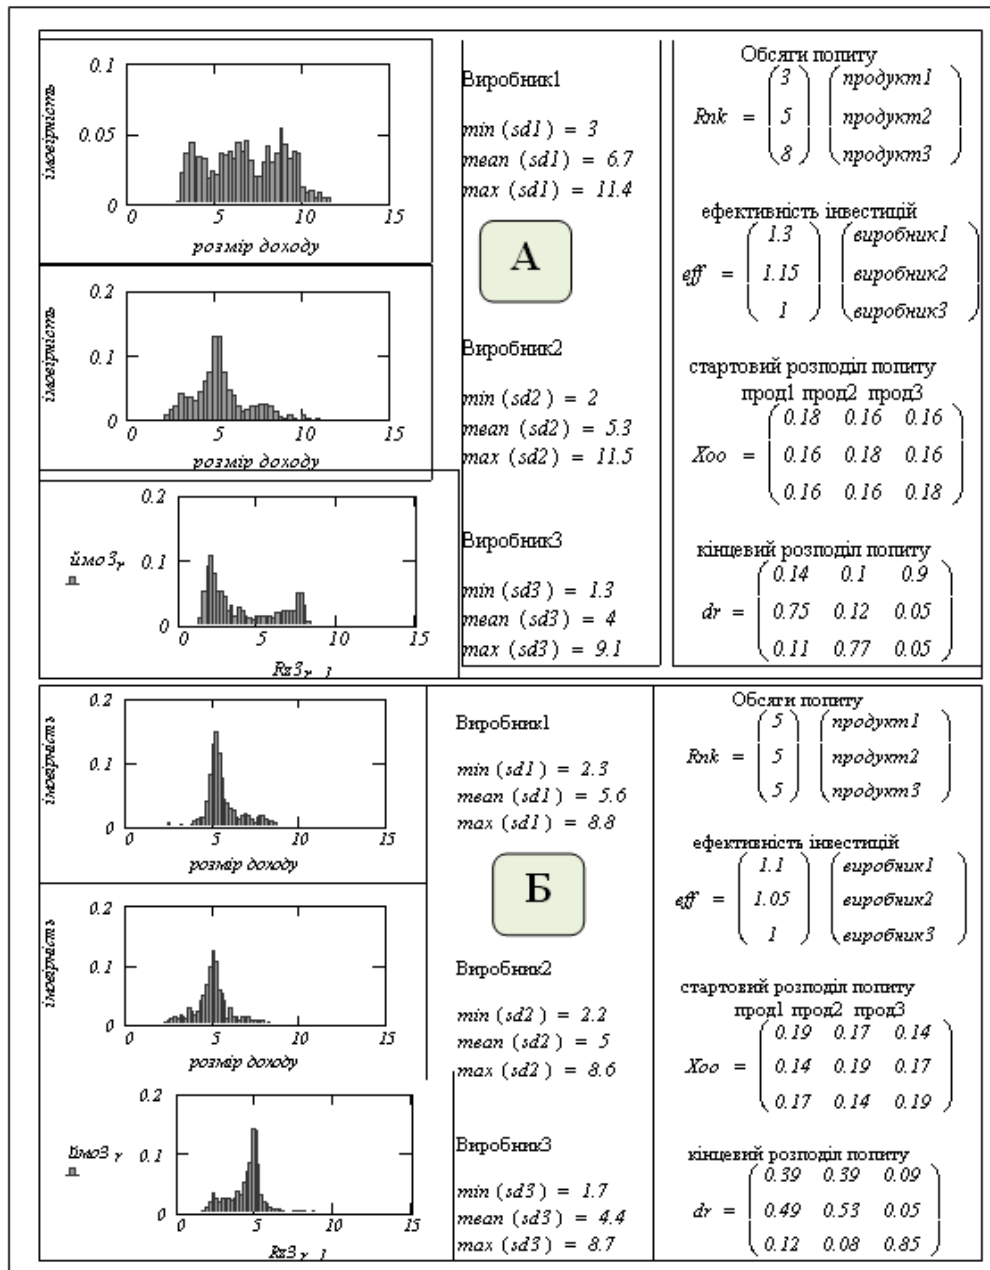 0.1
0.05
0
імовірність
0 5 10 15
розмір доходу
0.2
0.1
0
імовірність
0 5 10 15
розмір доходу
0.2
ймо3r 0.1
0
0 5 10 15
Rz3r 1
Виробник1
min (sd1) = 3
mean (sd1) = 6.7
max (sd1) = 11.4
А
Виробник2
min (sd2) = 2
mean (sd2) = 5.3
max (sd2) = 11.5
Виробник3
min (sd3) = 1.3
mean (sd3) = 4
max (sd3) = 9.1
Обсяги попиту
3 продукт1
Rnk = 5 продукт2
8 продукт3
ефективність інвестицій
1.3 виробник1
eff = 1.15 виробник2
1 виробник3
стартовий розподіл попиту
прод1 прод2 прод3
0.18 0.16 0.16
Xoo = 0.16 0.18 0.16
0.16 0.16 0.18
кінцевий розподіл попиту
0.14 0.1 0.9
dr = 0.75 0.12 0.05
0.11 0.77 0.05
0.2
0.1
0
імовірність
0 5 10 15
розмір доходу
0.2
0.1
0
імовірність
0 5 10 15
розмір доходу
0.2
ймо3 r 0.1
0
0 5 10 15
Rz3r 1
Виробник1
min (sd1) = 2.3
mean (sd1) = 5.6
max (sd1) = 8.8
Б
Виробник2
min (sd2) = 2.2
mean (sd2) = 5
max (sd2) = 8.6
Виробник3
min (sd3) = 1.7
mean (sd3) = 4.4
max (sd3) = 8.7
Обсяги попиту
5 продукт1
Rnk = 5 продукт2
5 продукт3
ефективність інвестицій
1.1 виробник1
eff = 1.05 виробник2
1 виробник3
стартовий розподіл попиту
прод1 прод2 прод3
0.19 0.17 0.14
Xoo = 0.14 0.19 0.17
0.17 0.14 0.19
кінцевий розподіл попиту
0.39 0.39 0.09
dr = 0.49 0.53 0.05
0.12 0.08 0.85